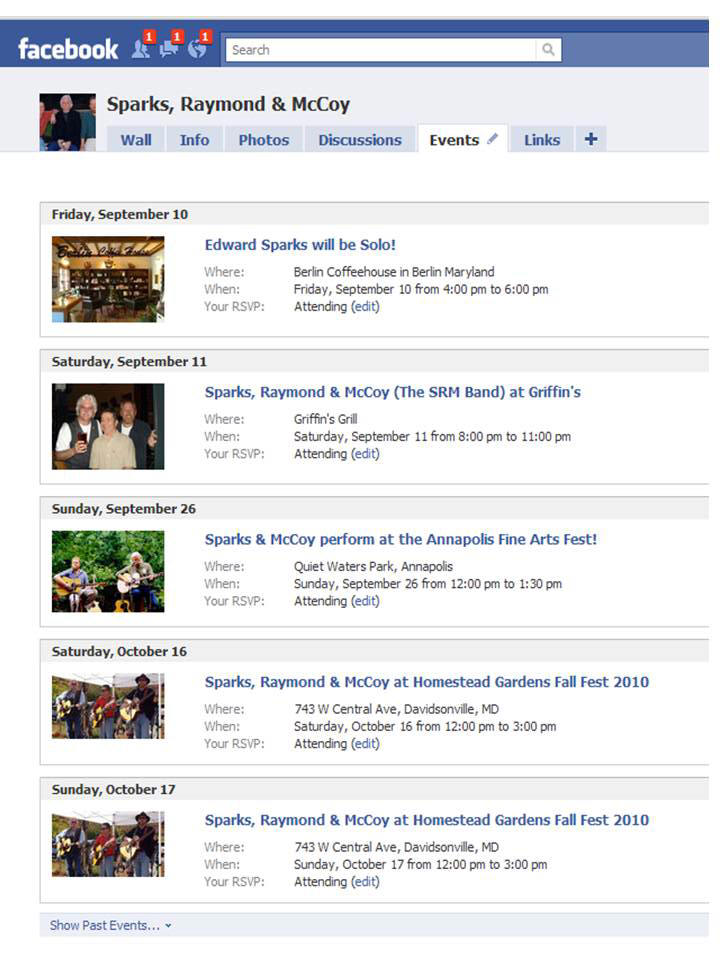 facebook
1 1 1
Search
Sparks, Raymond & McCoy
Wall Info Photos Discussions Events Links +
Friday, September 10
Berlin Coffee House
Edward Sparks will be Solo!
Where: Berlin Coffeehouse in Berlin Maryland
When: Friday, September 10 from 4:00 pm to 6:00 pm
Your RSVP: Attending (edit)
Saturday, September 11
Sparks, Raymond & McCoy (The SRM Band) at Griffin's
Where: Griffin's Grill
When: Saturday, September 11 from 8:00 pm to 11:00 pm
Your RSVP: Attending (edit)
Sunday, September 26
Sparks & McCoy perform at the Annapolis Fine Arts Fest!
Where: Quiet Waters Park, Annapolis
When: Sunday, September 26 from 12:00 pm to 1:30 pm
Your RSVP: Attending (edit)
Saturday, October 16
Sparks, Raymond & McCoy at Homestead Gardens Fall Fest 2010
Where: 743 W Central Ave, Davidsonville, MD
When: Saturday, October 16 from 12:00 pm to 3:00 pm
Your RSVP: Attending (edit)
Sunday, October 17
Sparks, Raymond & McCoy at Homestead Gardens Fall Fest 2010
Where: 743 W Central Ave, Davidsonville, MD
When: Sunday, October 17 from 12:00 pm to 3:00 pm
Your RSVP: Attending (edit)
Show Past Events...